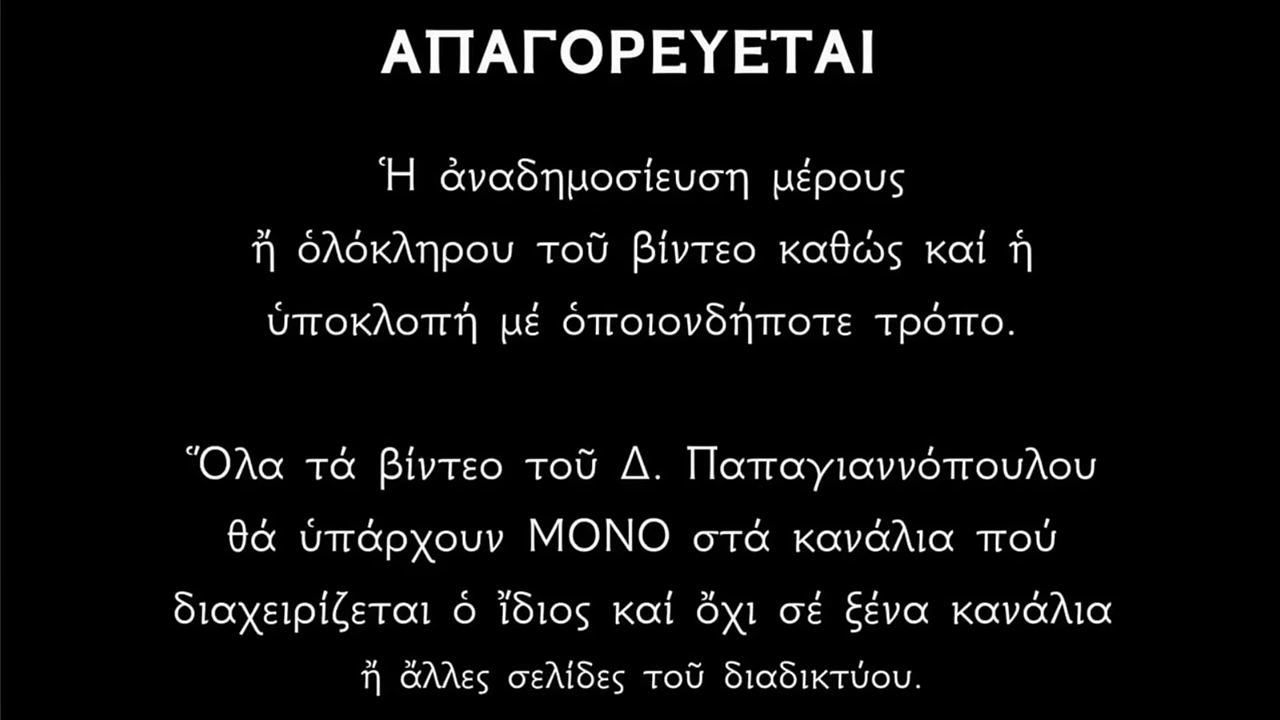 ΑΠΑΓΟΡΕΥΕΤΑΙ
Ἡ ἀναδημοσίευση μέρους
ἤ ὁλόκληρου τοῦ βίντεο καθώς καί ἡ
ὑποκλοπή μέ ὁποιονδήποτε τρόπο.
Ὅλα τά βίντεο τοῦ Δ. Παπαγιαννόπουλου
θά ὑπάρχουν ΜΟΝΟ στά κανάλια πού
διαχειρίζεται ὁ ἴδιος καί ὄχι σέ ξένα κανάλια
ἤ ἄλλες σελίδες τοῦ διαδικτύου.